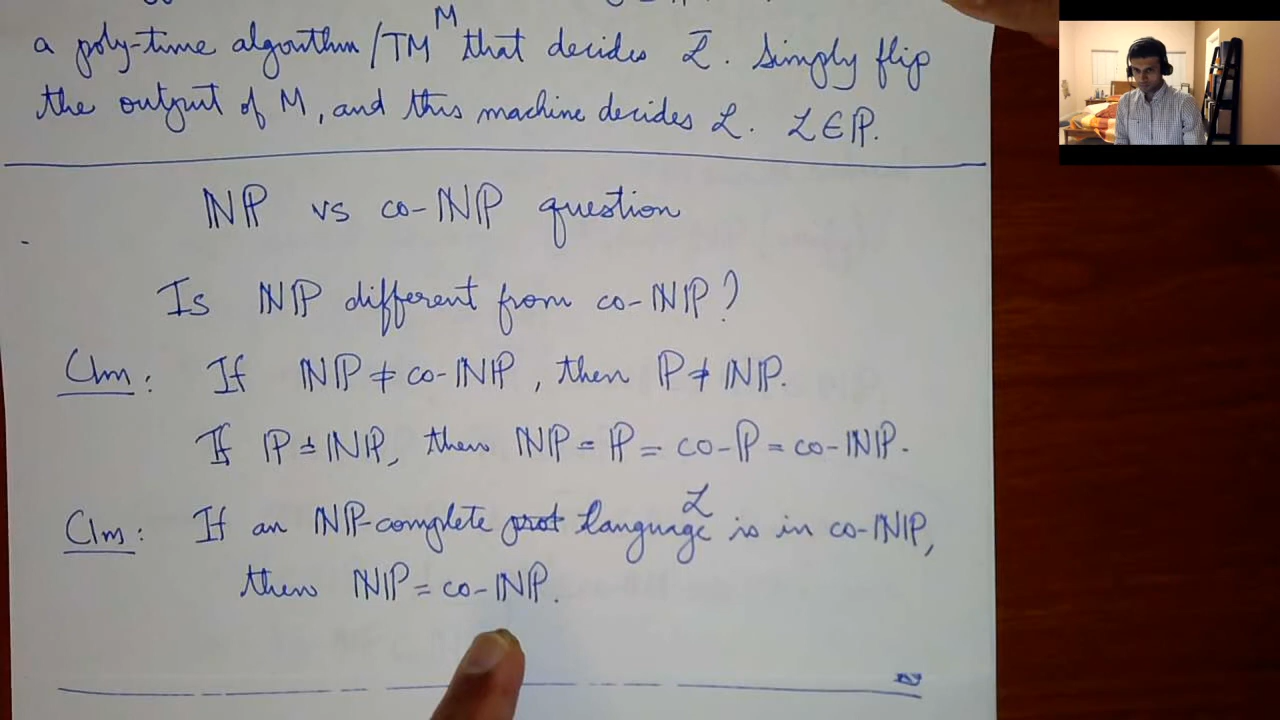 a poly-time algorithm/TM M that decides L̄. Simply flip
the output of M, and this machine decides L. L∈ℙ.
ℕℙ vs co-ℕℙ question
Is ℕℙ different from co-ℕℙ?
Clm: If ℕℙ ≠ co-ℕℙ, then ℙ ≠ ℕℙ.
If ℙ = ℕℙ, then ℕℙ = ℙ = co-ℙ = co-ℕℙ.
Clm: If an ℕℙ-complete language L is in co-ℕℙ,
then ℕℙ = co-ℕℙ.